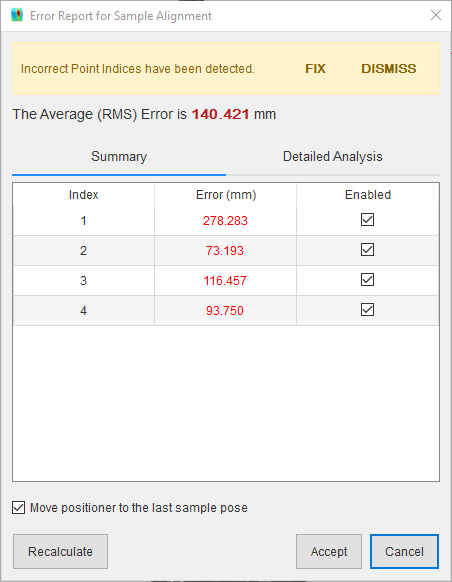 Error Report for Sample Alignment
Incorrect Point Indices have been detected. FIX DISMISS
The Average (RMS) Error is 140.421 mm
Summary Detailed Analysis
Index Error (mm) Enabled
1 278.283
2 73.193
3 116.457
4 93.750
Move positioner to the last sample pose
Recalculate Accept Cancel